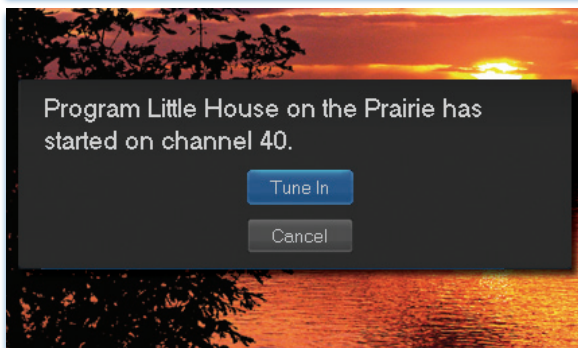 Program Little House on the Prairie has
started on channel 40.
Tune In
Cancel